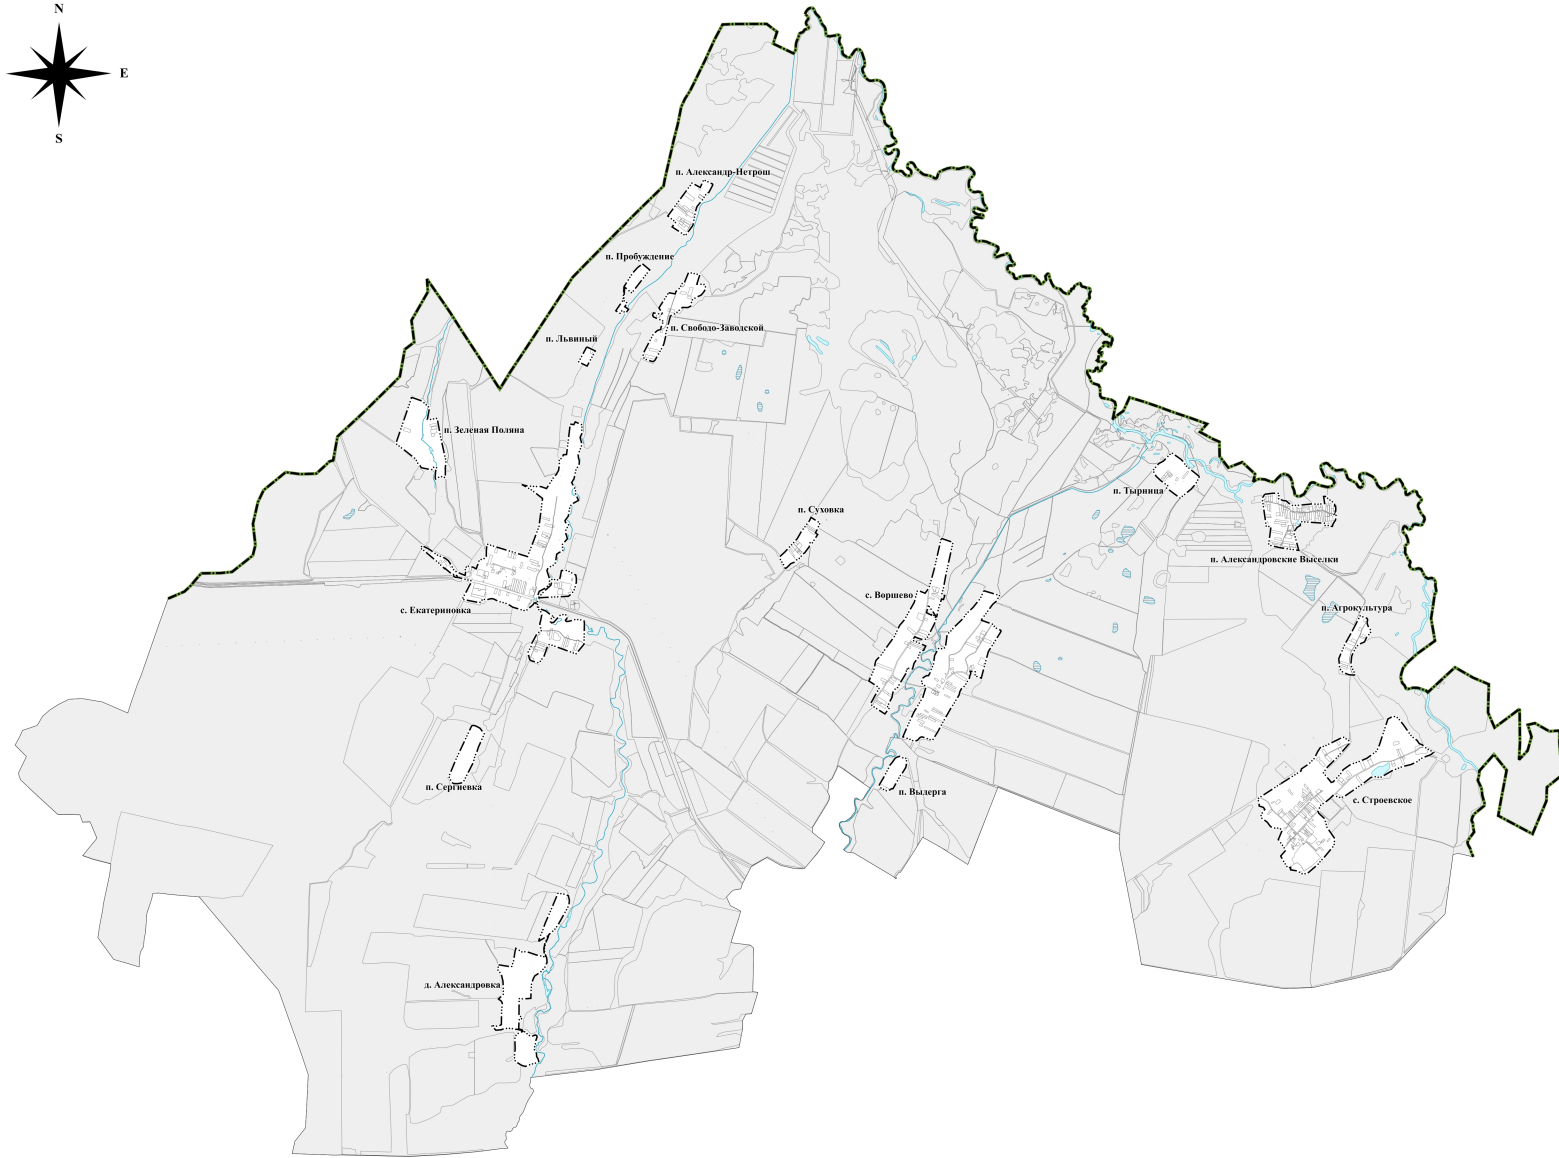 N
E
S
п. Александр-Нетрош
п. Пробуждение
п. Свободо-Заводской
п. Львиный
п. Зеленая Поляна
п. Тырница
п. Суховка
п. Александровские Выселки
с. Воршево
п. Агрокультура
с. Екатериновка
п. Сергиевка
п. Выдерга
с. Строевское
д. Александровка